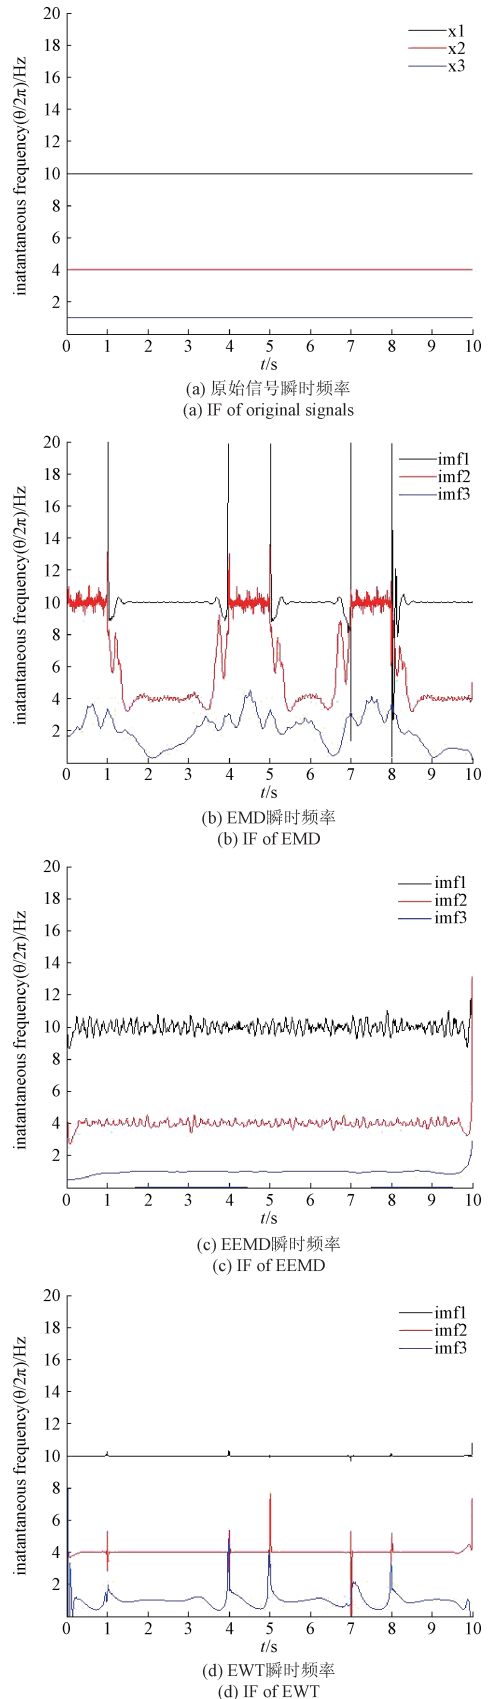 20
18
16
14
12
10
8
6
4
2
inatantaneous frequency(θ/2π)/Hz
x1
x2
x3
0 1 2 3 4 5 6 7 8 9 10
t/s
(a) 原始信号瞬时频率
(a) IF of original signals
20
18
16
14
12
10
8
6
4
2
inatantaneous frequency(θ/2π)/Hz
imf1
imf2
imf3
0 1 2 3 4 5 6 7 8 9 10
t/s
(b) EMD瞬时频率
(b) IF of EMD
20
18
16
14
12
10
8
6
4
2
inatantaneous frequency(θ/2π)/Hz
imf1
imf2
imf3
0 1 2 3 4 5 6 7 8 9 10
t/s
(c) EEMD瞬时频率
(c) IF of EEMD
20
18
16
14
12
10
8
6
4
2
inatantaneous frequency(θ/2π)/Hz
imf1
imf2
imf3
0 1 2 3 4 5 6 7 8 9 10
t/s
(d) EWT瞬时频率
(d) IF of EWT